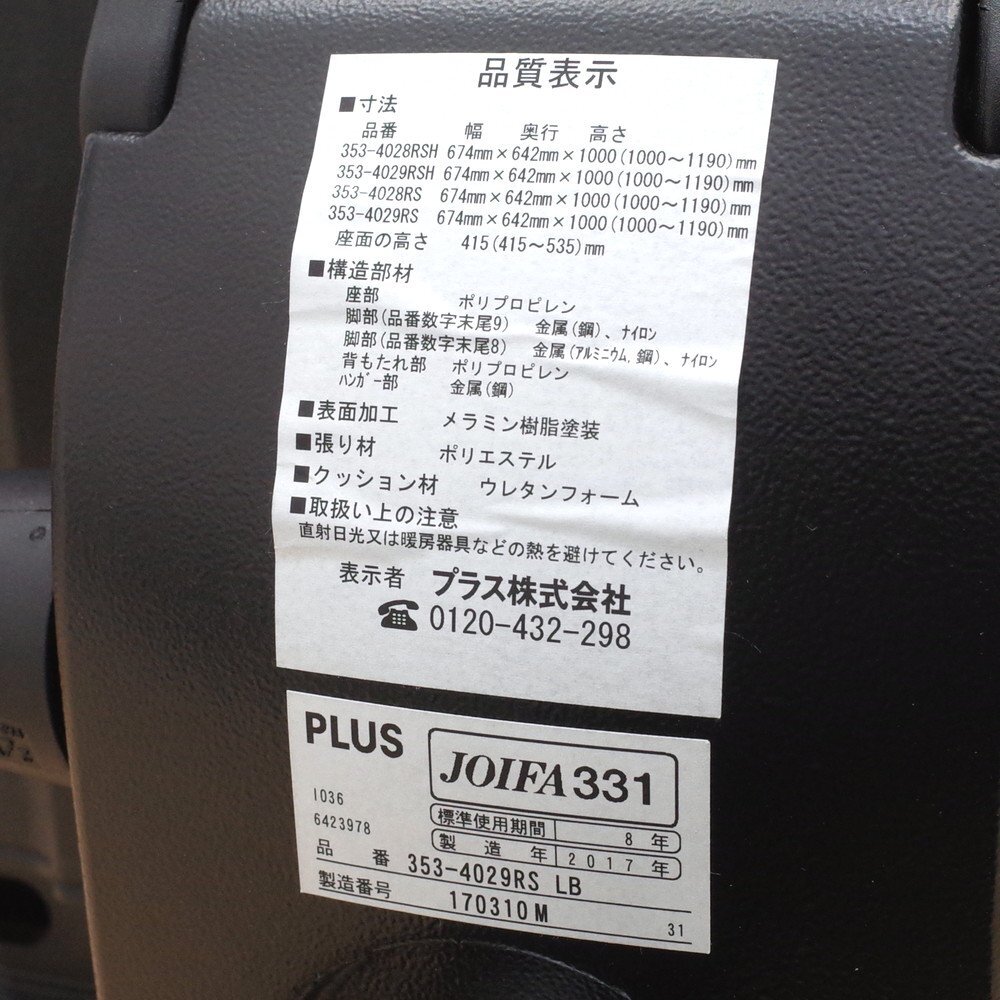 品質表示
■寸法
品番 幅 奥行 高さ
353-4028RSH 674mm×642mm×1000(1000～1190)mm
353-4029RSH 674mm×642mm×1000(1000～1190)mm
353-4028RS 674mm×642mm×1000(1000～1190)mm
353-4029RS 674mm×642mm×1000(1000～1190)mm
座面の高さ 415(415～535)mm
■構造部材
座部 ポリプロピレン
脚部(品番数字末尾9) 金属(鋼)、ﾅｲﾛﾝ
脚部(品番数字末尾8) 金属(ｱﾙﾐﾆｳﾑ,鋼)、ﾅｲﾛﾝ
背もたれ部 ポリプロピレン
ﾊﾝｶﾞｰ部 金属(鋼)
■表面加工 メラミン樹脂塗装
■張り材 ポリエステル
■クッション材 ウレタンフォーム
■取扱い上の注意
直射日光又は暖房器具などの熱を避けてください。
表示者 プラス株式会社
☎0120-432-298
PLUS JOIFA331
1036
6423978
標準使用期間 8年
製造年 2017年
品番 353-4029RS LB
製造番号 170310M
31